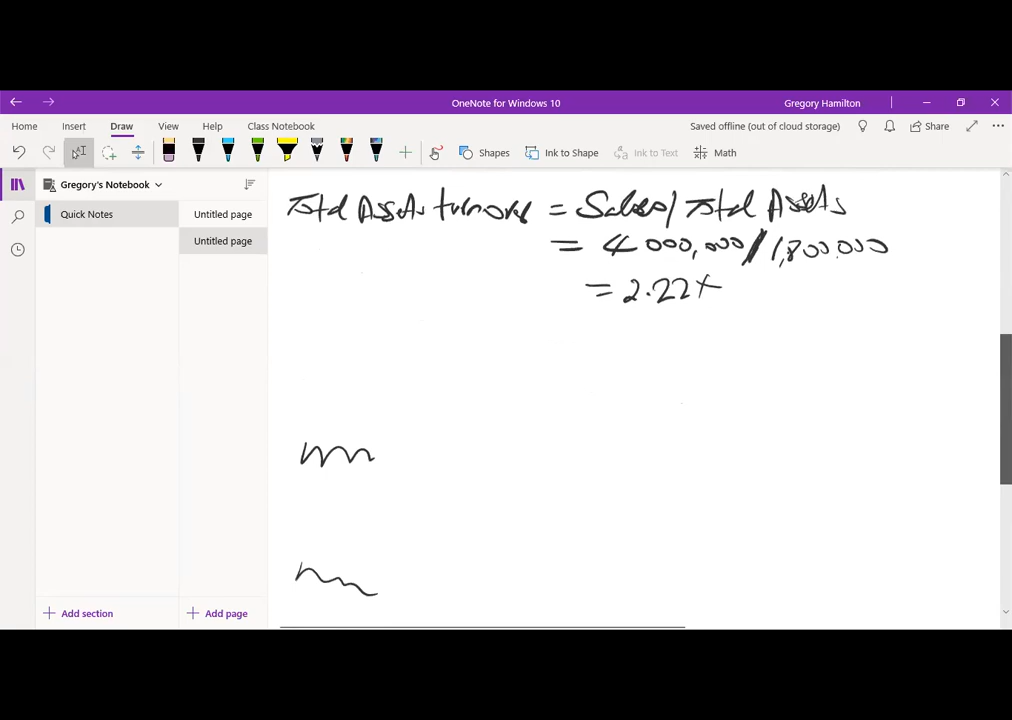 OneNote for Windows 10
Gregory Hamilton
Home Insert Draw View Help Class Notebook
Saved offline (out of cloud storage)
Share
Shapes Ink to Shape Ink to Text Math
Gregory's Notebook
Quick Notes
Untitled page
Untitled page
Total Assets turnover = Sales/ Total Assets
= 4 000,000/1,800.000
= 2.22x
Add section
Add page